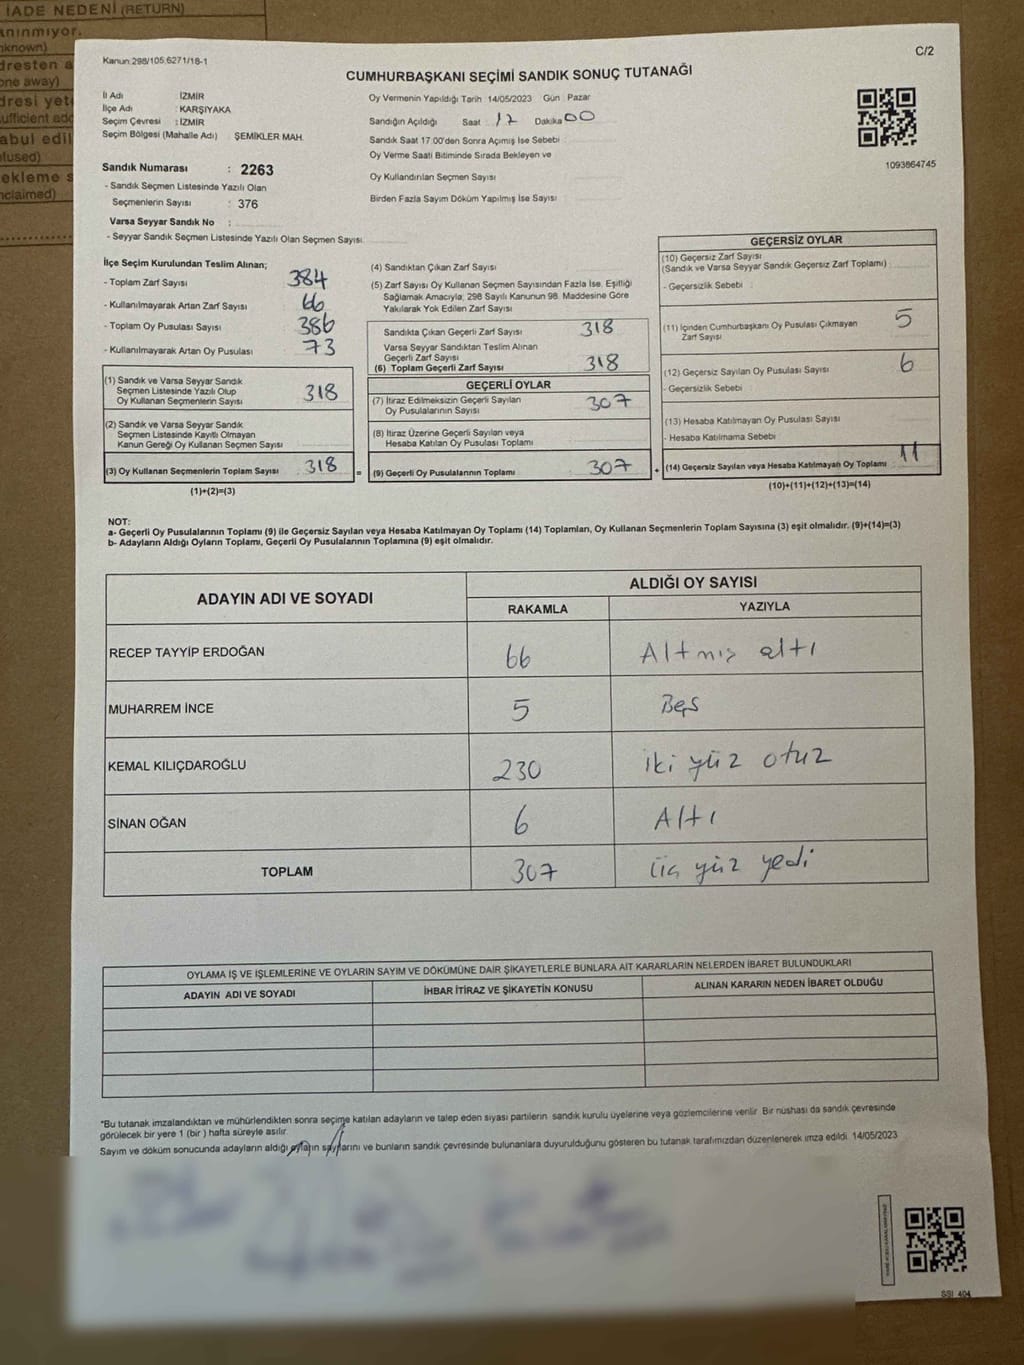 İADE NEDENİ (RETURN)
C/2
Kanun:298/105,6271/18-1
CUMHURBAŞKANI SEÇİMİ SANDIK SONUÇ TUTANAĞI
İl Adı : İZMİR
İlçe Adı : KARŞIYAKA
Seçim Çevresi : İZMİR
Seçim Bölgesi (Mahalle Adı) : ŞEMİKLER MAH.
Sandık Numarası : 2263
- Sandık Seçmen Listesinde Yazılı Olan
Seçmenlerin Sayısı : 376
Varsa Seyyar Sandık No :
- Seyyar Sandık Seçmen Listesinde Yazılı Olan Seçmen Sayısı:
Oy Vermenin Yapıldığı Tarih 14/05/2023 Gün : Pazar
Sandığın Açıldığı Saat : 17 Dakika 00
Sandık Saat 17:00'den Sonra Açımış İse Sebebi :
Oy Verme Saati Bitiminde Sırada Bekleyen ve
Oy Kullandırılan Seçmen Sayısı :
Birden Fazla Sayım Döküm Yapılmış İse Sayısı :
1093864745
İlçe Seçim Kurulundan Teslim Alınan;
- Toplam Zarf Sayısı : 384
- Kullanılmayarak Artan Zarf Sayısı : 66
- Toplam Oy Pusulası Sayısı : 386
- Kullanılmayarak Artan Oy Pusulası : 73
(1) Sandık ve Varsa Seyyar Sandık
Seçmen Listesinde Yazılı Olup
Oy Kullanan Seçmenlerin Sayısı : 318
(2) Sandık ve Varsa Seyyar Sandık
Seçmen Listesinde Kayıtlı Olmayan
Kanun Gereği Oy Kullanan Seçmen Sayısı :
(3) Oy Kullanan Seçmenlerin Toplam Sayısı : 318
(1)+(2)=(3)
(4) Sandıktan Çıkan Zarf Sayısı :
(5) Zarf Sayısı Oy Kullanan Seçmen Sayısından Fazla İse, Eşitliği
Sağlamak Amacıyla; 298 Sayılı Kanunun 98. Maddesine Göre
Yakılarak Yok Edilen Zarf Sayısı :
Sandıkta Çıkan Geçerli Zarf Sayısı : 318
Varsa Seyyar Sandıktan Teslim Alınan
Geçerli Zarf Sayısı :
(6) Toplam Geçerli Zarf Sayısı : 318
GEÇERLİ OYLAR
(7) İtiraz Edilmeksizin Geçerli Sayılan
Oy Pusulalarının Sayısı : 307
(8) İtiraz Üzerine Geçerli Sayılan veya
Hesaba Katılan Oy Pusulası Toplamı :
= (9) Geçerli Oy Pusulalarının Toplamı : 307
GEÇERSİZ OYLAR
(10) Geçersiz Zarf Sayısı
(Sandık ve Varsa Seyyar Sandık Geçersiz Zarf Toplamı) :
- Geçersizlik Sebebi :
(11) İçinden Cumhurbaşkanı Oy Pusulası Çıkmayan
Zarf Sayısı : 5
(12) Geçersiz Sayılan Oy Pusulası Sayısı : 6
- Geçersizlik Sebebi :
(13) Hesaba Katılmayan Oy Pusulası Sayısı :
- Hesaba Katılmama Sebebi :
+ (14) Geçersiz Sayılan veya Hesaba Katılmayan Oy Toplamı : 11
(10)+(11)+(12)+(13)=(14)
NOT:
a- Geçerli Oy Pusulalarının Toplamı (9) ile Geçersiz Sayılan veya Hesaba Katılmayan Oy Toplamı (14) Toplamları, Oy Kullanan Seçmenlerin Toplam Sayısına (3) eşit olmalıdır. (9)+(14)=(3)
b- Adayların Aldığı Oyların Toplamı, Geçerli Oy Pusulalarının Toplamına (9) eşit olmalıdır.
ADAYIN ADI VE SOYADI
ALDIĞI OY SAYISI
RAKAMLA YAZIYLA
RECEP TAYYİP ERDOĞAN 66 Altmış altı
MUHARREM İNCE 5 Beş
KEMAL KILIÇDAROĞLU 230 iki yüz otuz
SİNAN OĞAN 6 Altı
TOPLAM 307 üç yüz yedi
OYLAMA İŞ VE İŞLEMLERİNE VE OYLARIN SAYIM VE DÖKÜMÜNE DAİR ŞİKAYETLERLE BUNLARA AİT KARARLARIN NELERDEN İBARET BULUNDUKLARI
ADAYIN ADI VE SOYADI İHBAR İTİRAZ VE ŞİKAYETİN KONUSU ALINAN KARARIN NEDEN İBARET OLDUĞU
*Bu tutanak imzalandıktan ve mühürlendikten sonra seçime katılan adayların ve talep eden siyasi partilerin sandık kurulu üyelerine veya gözlemcilerine verilir. Bir nüshası da sandık çevresinde
görülecek bir yere 1 (bir ) hafta süreyle asılır.
Sayım ve döküm sonucunda adayların aldığı oyların sayılarını ve bunların sandık çevresinde bulunanlara duyurulduğunu gösteren bu tutanak tarafımızdan düzenlenerek imza edildi. 14/05/2023
SSI 404